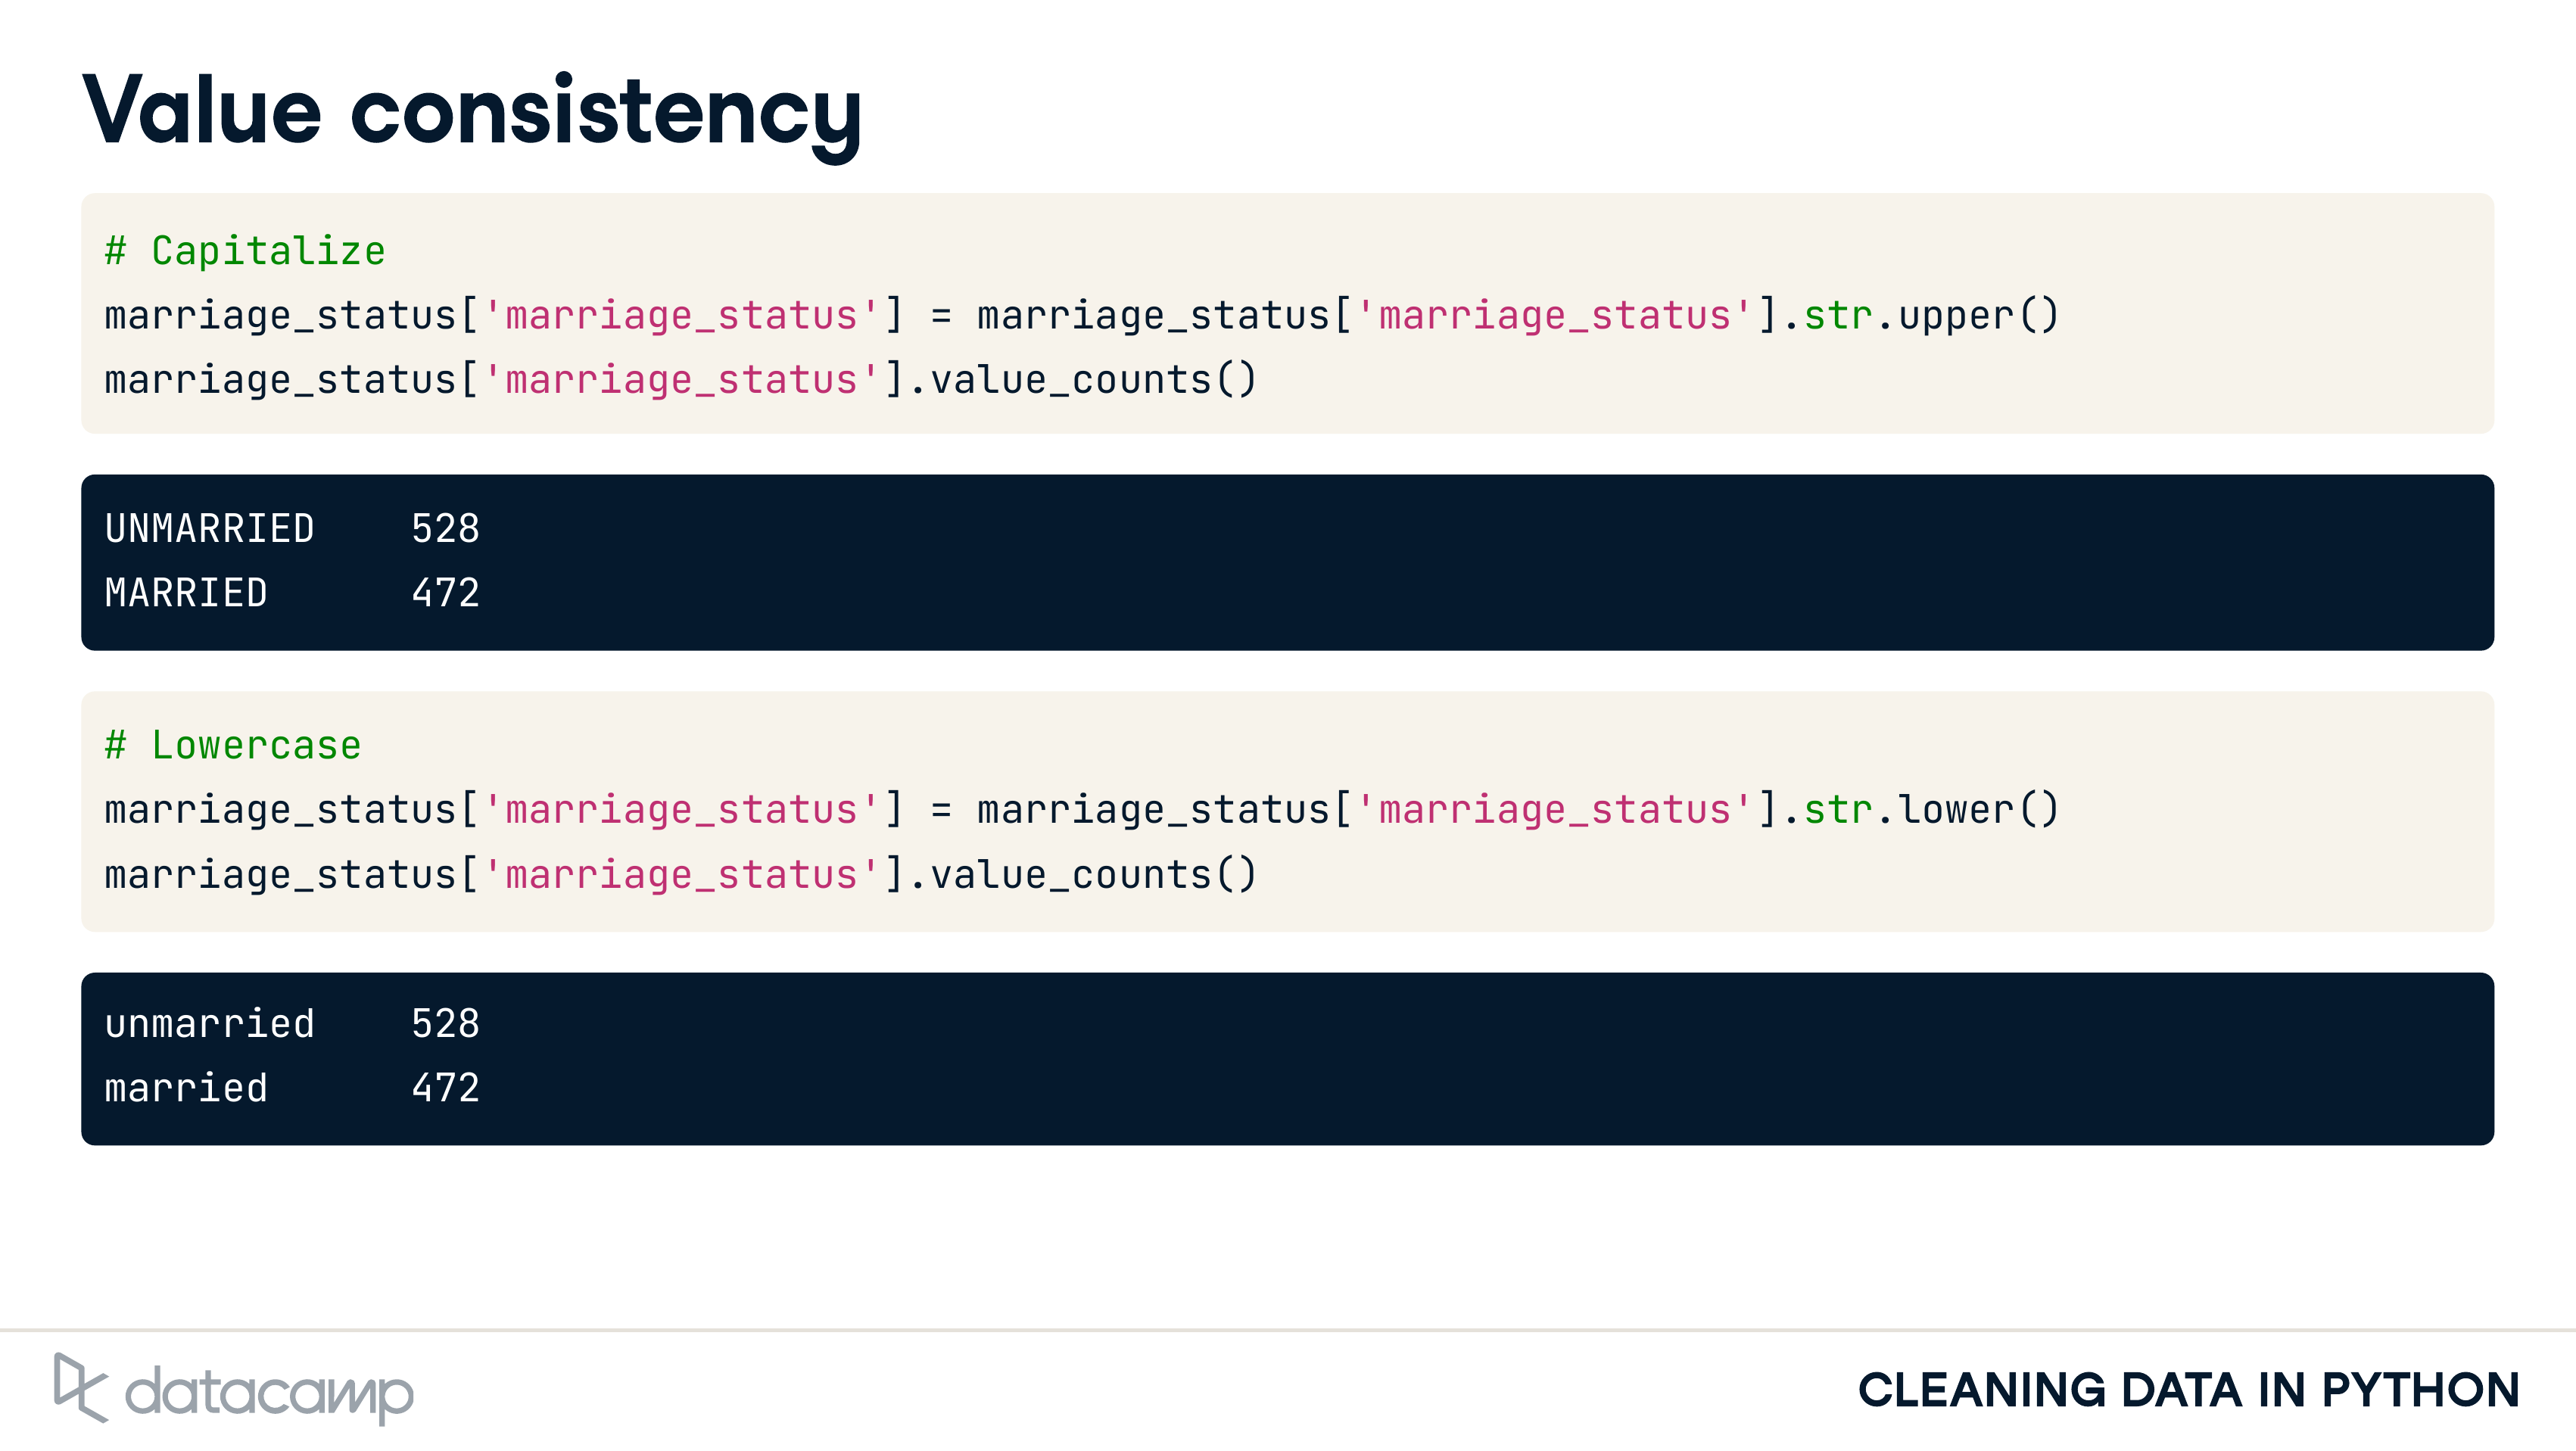 Value consistency
# Capitalize
marriage_status['marriage_status'] = marriage_status['marriage_status'].str.upper()
marriage_status['marriage_status'].value_counts()
UNMARRIED    528
MARRIED      472
# Lowercase
marriage_status['marriage_status'] = marriage_status['marriage_status'].str.lower()
marriage_status['marriage_status'].value_counts()
unmarried    528
married      472
datacamp
CLEANING DATA IN PYTHON